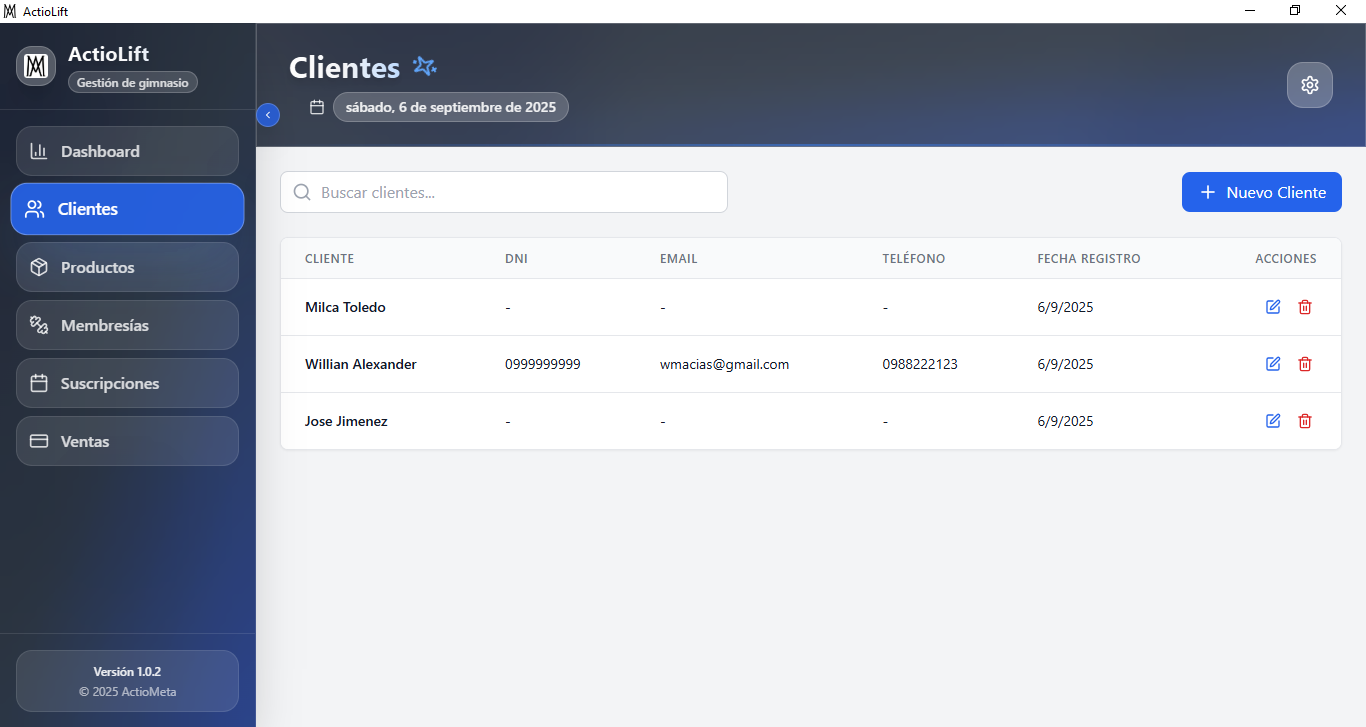 ActioLift
ActioLift
Gestión de gimnasio
Dashboard
Clientes
Productos
Membresías
Suscripciones
Ventas
Versión 1.0.2
© 2025 ActioMeta
Clientes
sábado, 6 de septiembre de 2025
Buscar clientes...
Nuevo Cliente
CLIENTE DNI EMAIL TELÉFONO FECHA REGISTRO ACCIONES
Milca Toledo - - - 6/9/2025
Willian Alexander 0999999999 wmacias@gmail.com 0988222123 6/9/2025
Jose Jimenez - - - 6/9/2025